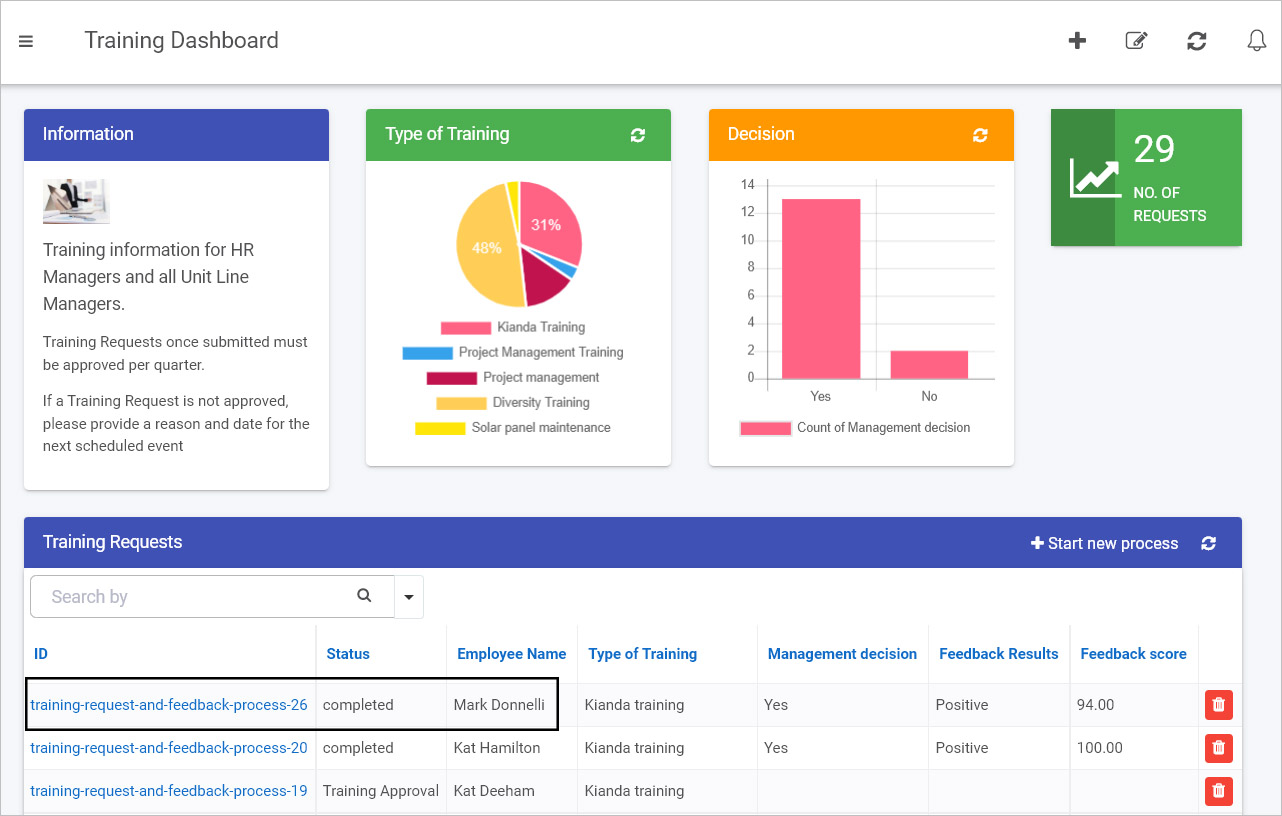 Training Dashboard
Information
Training information for HR
Managers and all Unit Line
Managers.
Training Requests once submitted must
be approved per quarter.
If a Training Request is not approved,
please provide a reason and date for the
next scheduled event
Type of Training
31%
48%
Kianda Training
Project Management Training
Project management
Diversity Training
Solar panel maintenance
Decision
14
12
10
8
6
4
2
0
Yes No
Count of Management decision
29
NO. OF
REQUESTS
Training Requests
Start new process
Search by
ID Status Employee Name Type of Training Management decision Feedback Results Feedback score
training-request-and-feedback-process-26 completed Mark Donnelli Kianda training Yes Positive 94.00
training-request-and-feedback-process-20 completed Kat Hamilton Kianda training Yes Positive 100.00
training-request-and-feedback-process-19 Training Approval Kat Deeham Kianda training